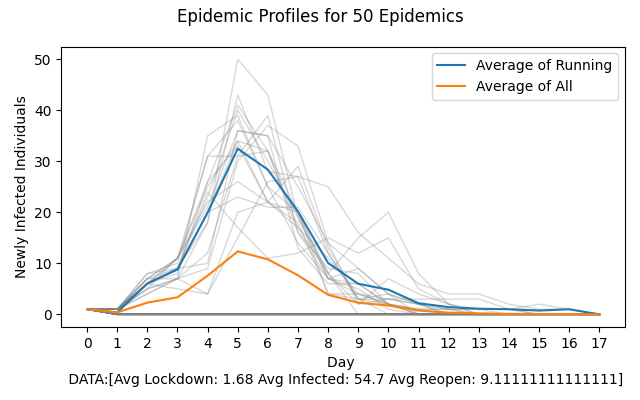 Epidemic Profiles for 50 Epidemics
Newly Infected Individuals
50
40
30
20
10
0
Average of Running
Average of All
0 1 2 3 4 5 6 7 8 9 10 11 12 13 14 15 16 17
Day
DATA:[Avg Lockdown: 1.68 Avg Infected: 54.7 Avg Reopen: 9.11111111111111]